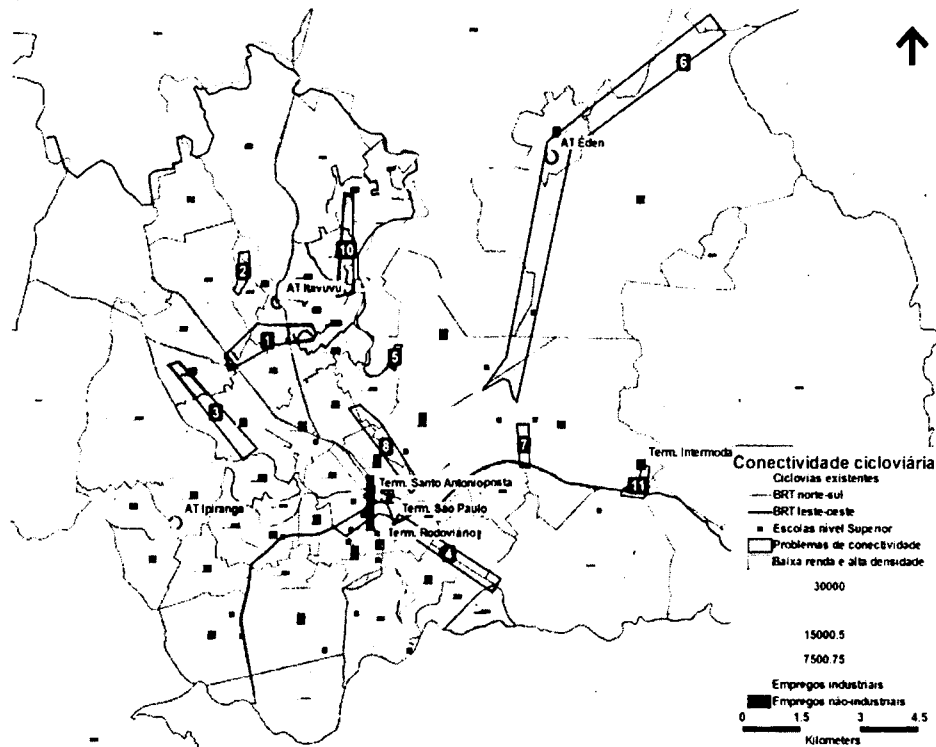 6
AT Éden
10
2
AT Itavuvu
1
5
3
8
7
Term. Intermoda
11
Term. Santo Antonioposta
AT Ipiranga
Term. São Paulo
Term. Rodoviário
4
Conectividade cicloviária
Ciclovias existentes
BRT norte-sul
BRT leste-oeste
Escolas nível Superior
Problemas de conectividade
Baixa renda e alta densidade
30000
15000.5
7500.75
Empregos industriais
Empregos não-industriais
0 1.5 3 4.5
Kilometers